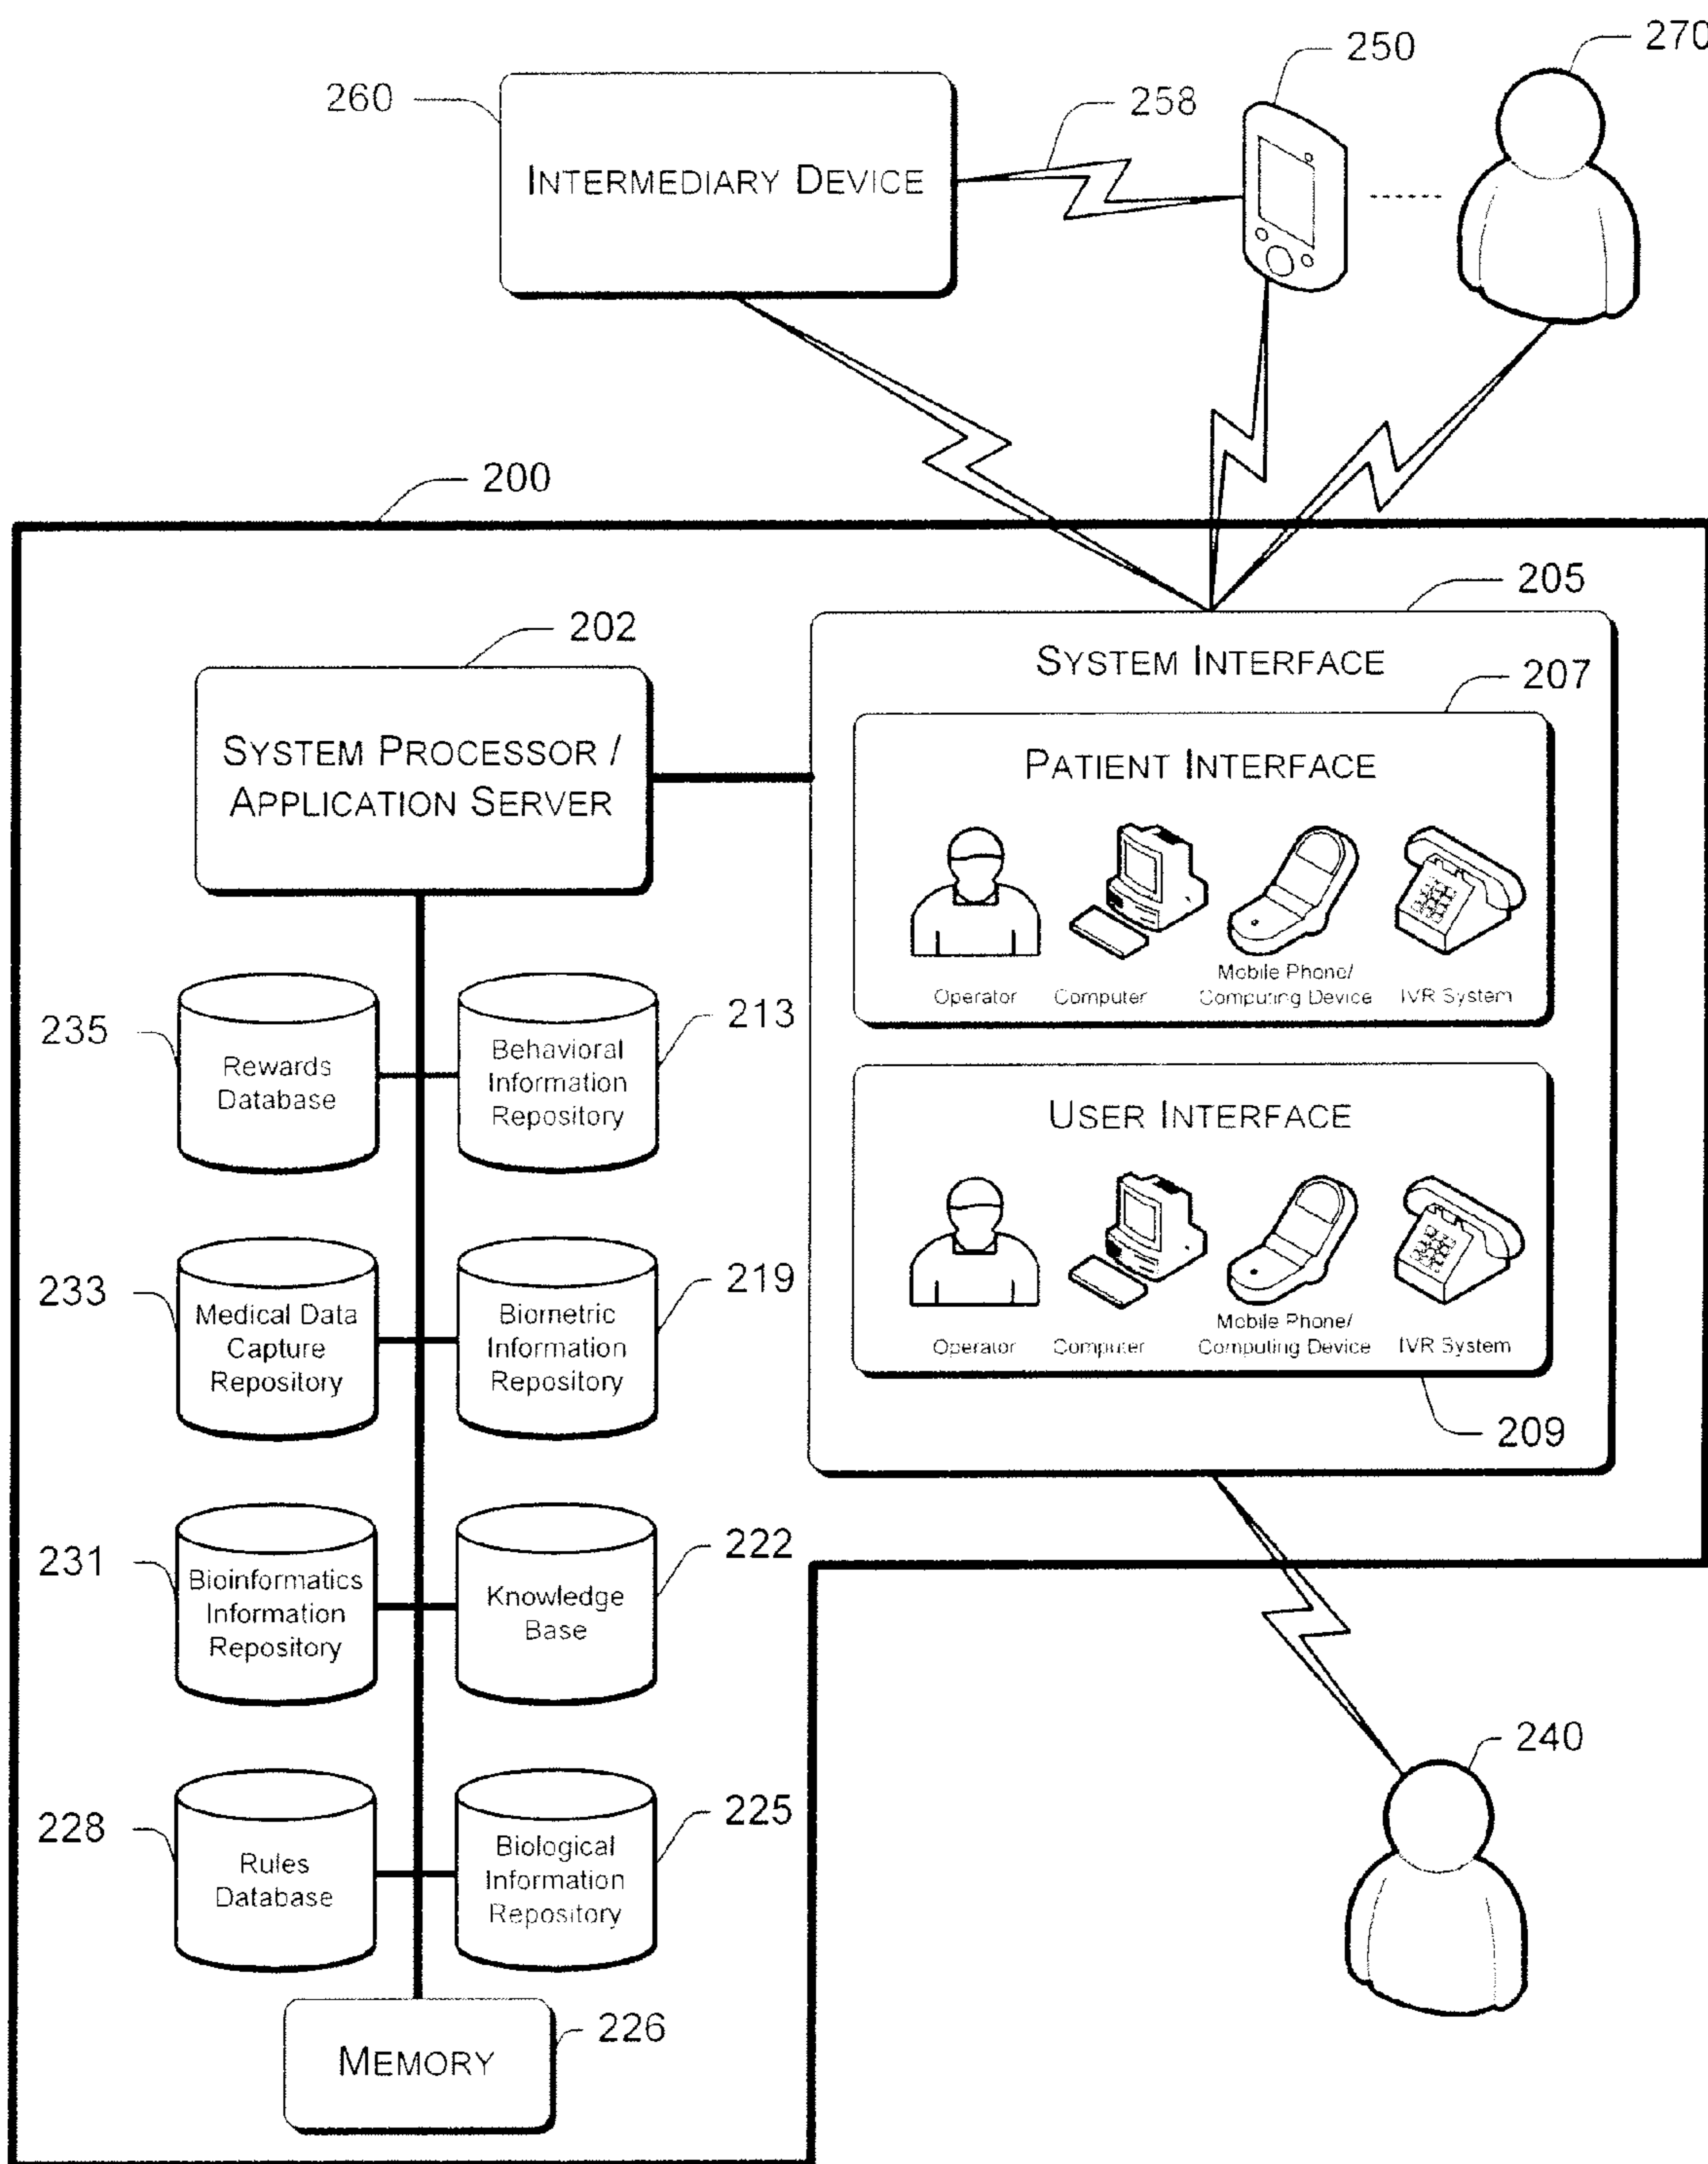 270
250
260
258
INTERMEDIARY DEVICE
200
205
202
SYSTEM INTERFACE
207
SYSTEM PROCESSOR /
APPLICATION SERVER
PATIENT INTERFACE
Operator
Computer
Mobile Phone/
Computing Device
IVR System
235
Rewards
Database
213
Behavioral
Information
Repository
USER INTERFACE
Operator
Computer
Mobile Phone/
Computing Device
IVR System
209
233
Medical Data
Capture
Repository
219
Biometric
Information
Repository
231
Bioinformatics
Information
Repository
222
Knowledge
Base
240
228
Rules
Database
225
Biological
Information
Repository
226
MEMORY